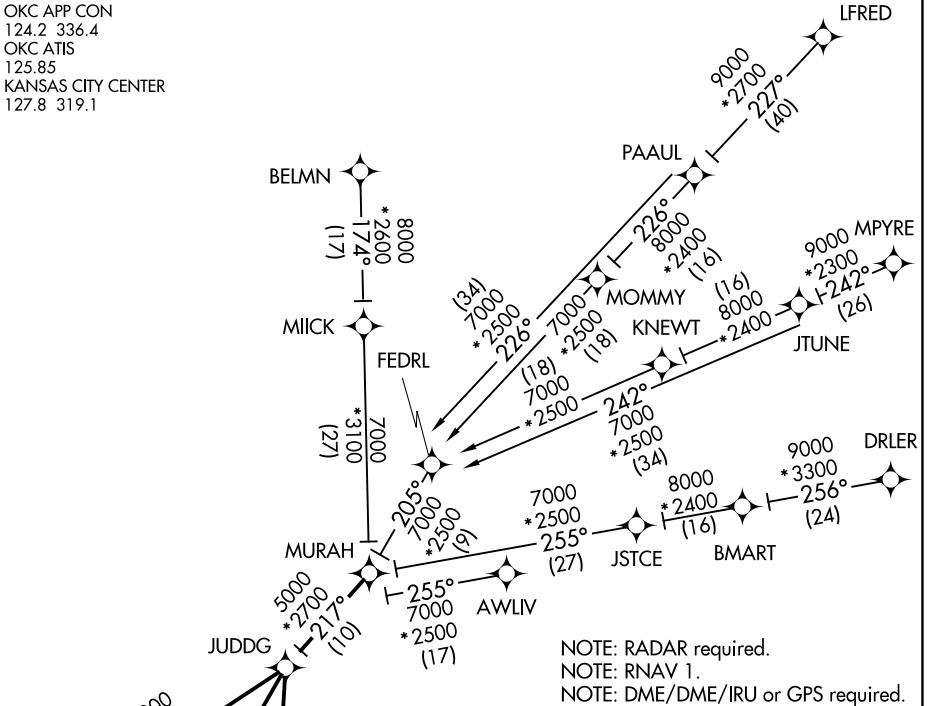 OKC APP CON
124.2 336.4
OKC ATIS
125.85
KANSAS CITY CENTER
127.8 319.1
LFRED
9000
*2700
227°
(40)
PAAUL
BELMN
8000
*2600
174°
(17)
226°
8000
*2400
(16)
MPYRE
9000
*2300
242°
(26)
MIICK
(34)
7000
*2500
226°
MOMMY
7000
*2500
(18)
(16)
8000
*2400
JTUNE
KNEWT
FEDRL
(18)
7000
*2500
242°
7000
*2500
(34)
7000
*3100
(27)
DRLER
9000
*3300
256°
(24)
8000
*2400
(16)
BMART
205°
7000
*2500
(9)
7000
*2500
255°
(27)
JSTCE
MURAH
255°
7000
*2500
(17)
AWLIV
5000
*2700
217°
(10)
JUDDG
NOTE: RADAR required.
NOTE: RNAV 1.
NOTE: DME/DME/IRU or GPS required.